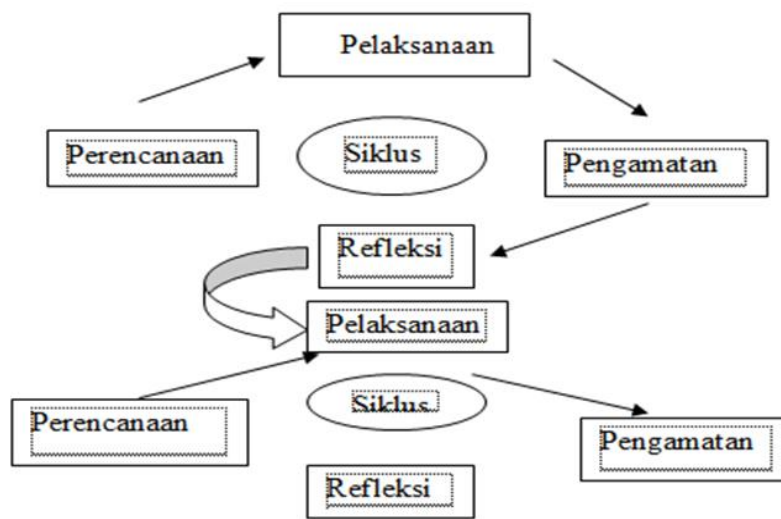 Pelaksanaan
Perencanaan
Siklus
Pengamatan
Refleksi
Pelaksanaan
Perencanaan
Siklus
Pengamatan
Refleksi